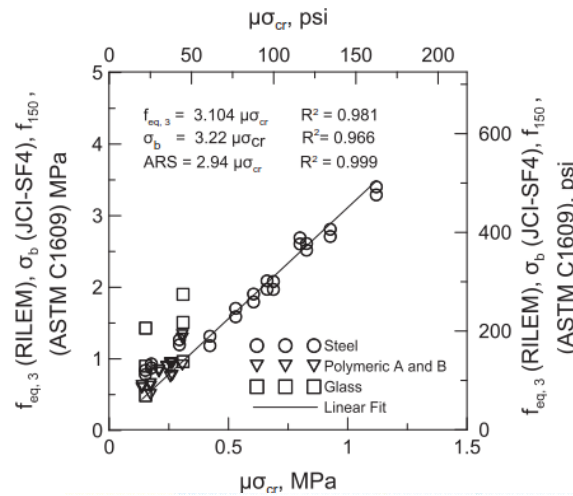 μσcr, psi
0 50 100 150 200
5
4
3
2
1
0
feq, 3 (RILEM), σb (JCI-SF4), f150 ,
(ASTM C1609) MPa
feq, 3 = 3.104 μσcr R² = 0.981
σb = 3.22 μσcr R²= 0.966
ARS = 2.94 μσcr R² = 0.999
Steel
Polymeric A and B
Glass
Linear Fit
600
400
200
0
feq, 3 (RILEM), σb (JCI-SF4), f150 ,
(ASTM C1609), psi
0 0.5 1 1.5
μσcr, MPa